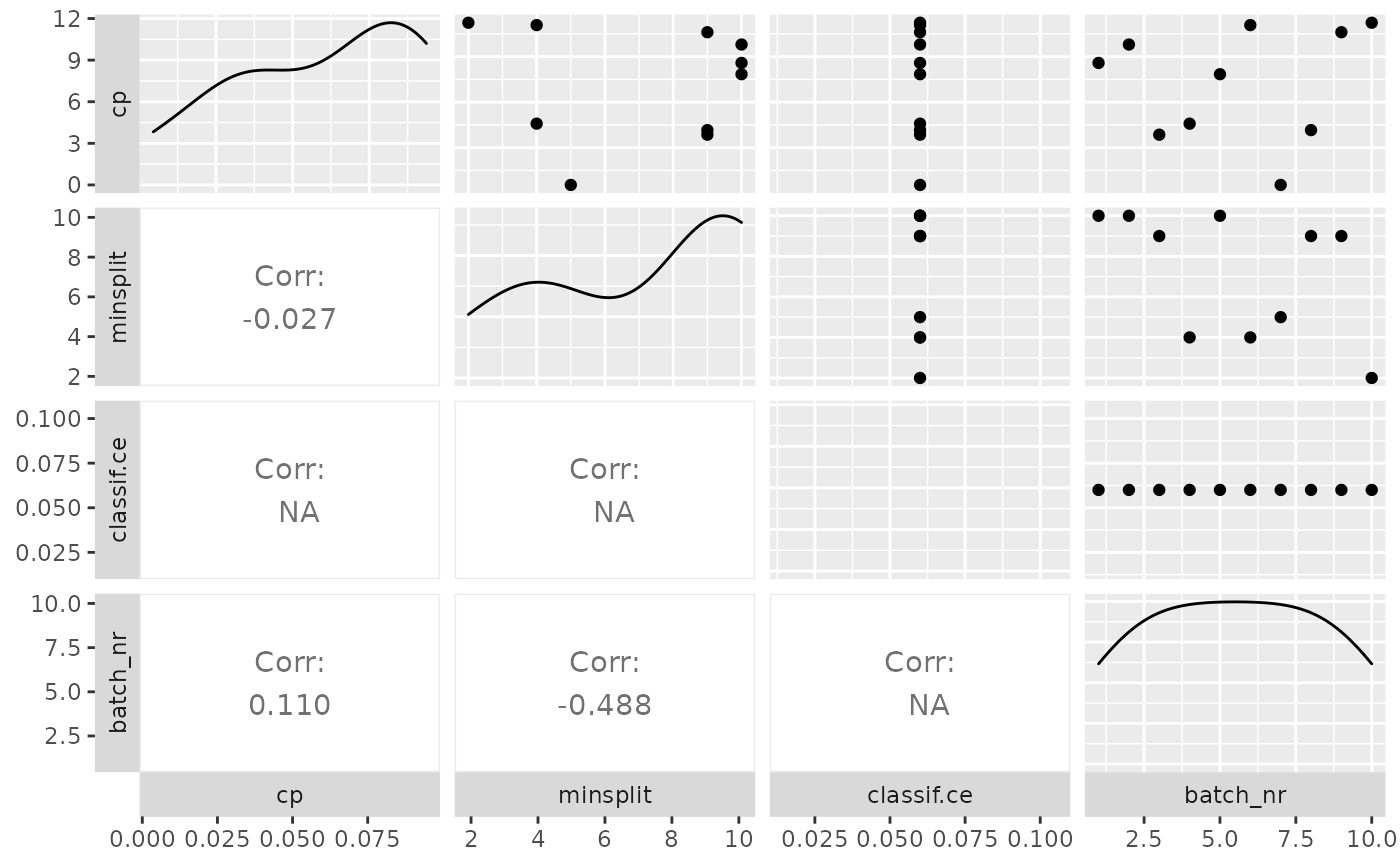 12
9
6
3
0
cp
10
8
6
4
2
minsplit
Corr:
-0.027
0.100
0.075
0.050
0.025
classif.ce
Corr:
NA
Corr:
NA
10.0
7.5
5.0
2.5
batch_nr
Corr:
0.110
Corr:
-0.488
Corr:
NA
cp minsplit classif.ce batch_nr
0.000 0.025 0.050 0.075 2 4 6 8 10 0.025 0.050 0.075 0.100 2.5 5.0 7.5 10.0